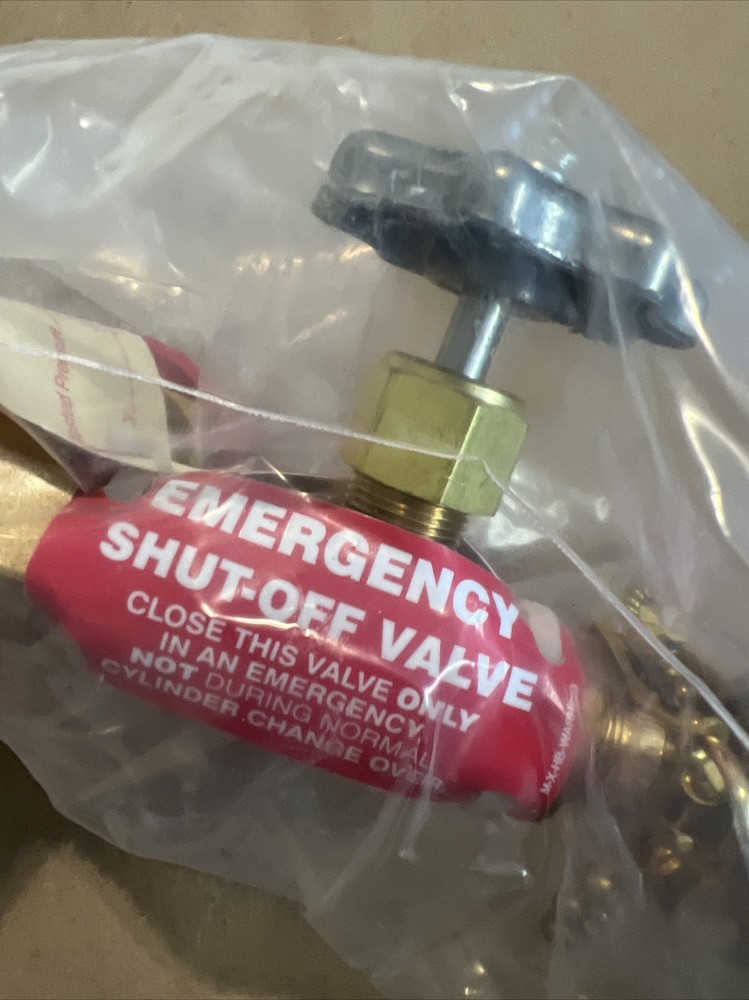 EMERGENCY
SHUT-OFF VALVE
CLOSE THIS VALVE ONLY
IN AN EMERGENCY,
NOT DURING NORMAL
CYLINDER CHANGE OVER